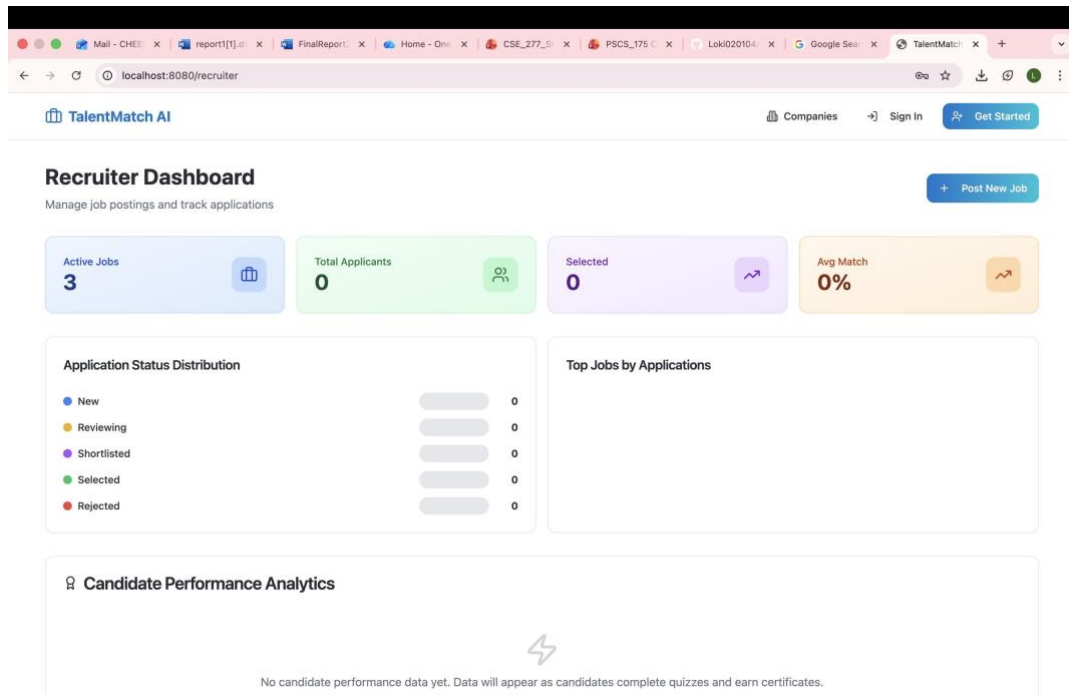 Mail - CHEE
report1[1].d
FinalReport
Home - One
CSE_277_S
PSCS_175 C
Loki020104
Google Sear
TalentMatch
localhost:8080/recruiter
L
TalentMatch AI
Companies
Sign In
Get Started
Recruiter Dashboard
+ Post New Job
Manage job postings and track applications
Active Jobs
3
Total Applicants
0
Selected
0
Avg Match
0%
Application Status Distribution
New 0
Reviewing 0
Shortlisted 0
Selected 0
Rejected 0
Top Jobs by Applications
Candidate Performance Analytics
No candidate performance data yet. Data will appear as candidates complete quizzes and earn certificates.